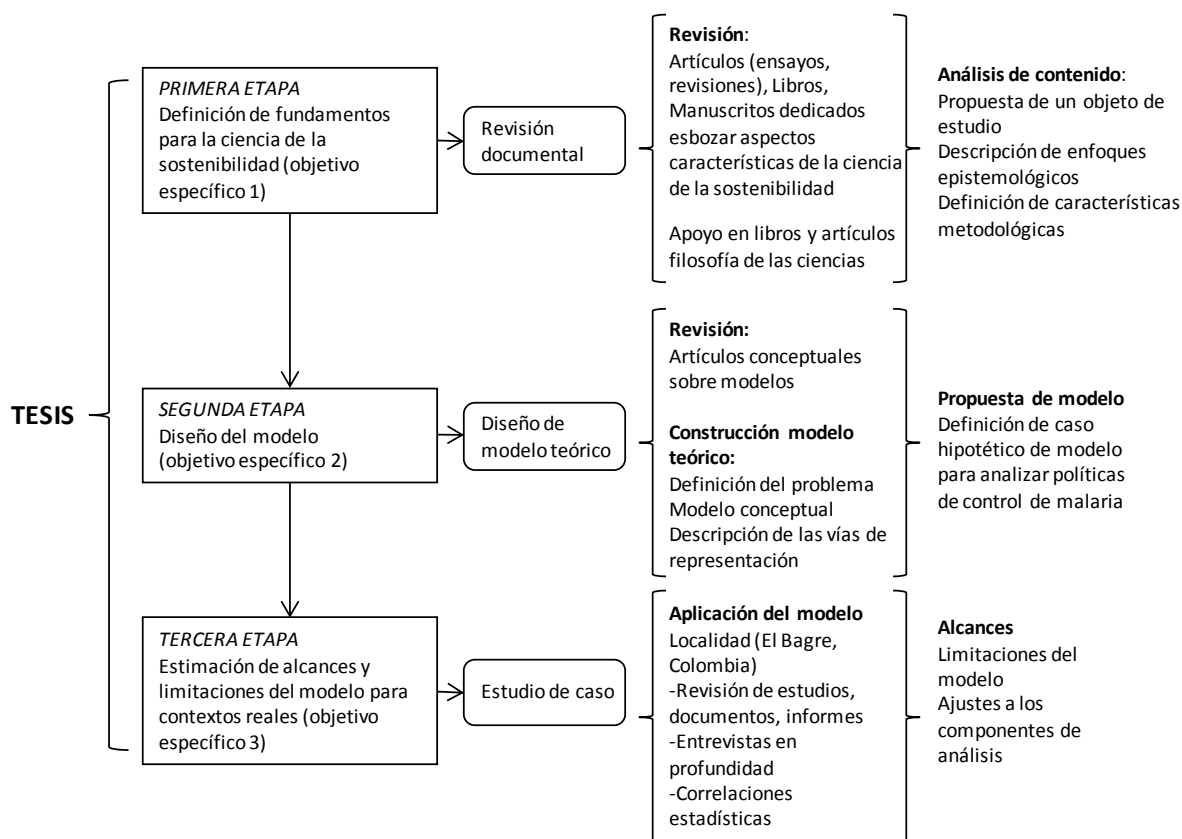 TESIS
PRIMERA ETAPA
Definición de fundamentos
para la ciencia de la
sostenibilidad (objetivo
específico 1)
Revisión
documental
Revisión:
Artículos (ensayos,
revisiones), Libros,
Manuscritos dedicados
esbozar aspectos
características de la ciencia
de la sostenibilidad
Apoyo en libros y artículos
filosofía de las ciencias
Análisis de contenido:
Propuesta de un objeto de
estudio
Descripción de enfoques
epistemológicos
Definición de características
metodológicas
SEGUNDA ETAPA
Diseño del modelo
(objetivo específico 2)
Diseño de
modelo teórico
Revisión:
Artículos conceptuales
sobre modelos
Construcción modelo
teórico:
Definición del problema
Modelo conceptual
Descripción de las vías de
representación
Propuesta de modelo
Definición de caso
hipotético de modelo
para analizar políticas
de control de malaria
TERCERA ETAPA
Estimación de alcances y
limitaciones del modelo para
contextos reales (objetivo
específico 3)
Estudio de caso
Aplicación del modelo
Localidad (El Bagre,
Colombia)
-Revisión de estudios,
documentos, informes
-Entrevistas en
profundidad
-Correlaciones
estadísticas
Alcances
Limitaciones del
modelo
Ajustes a los
componentes de
análisis